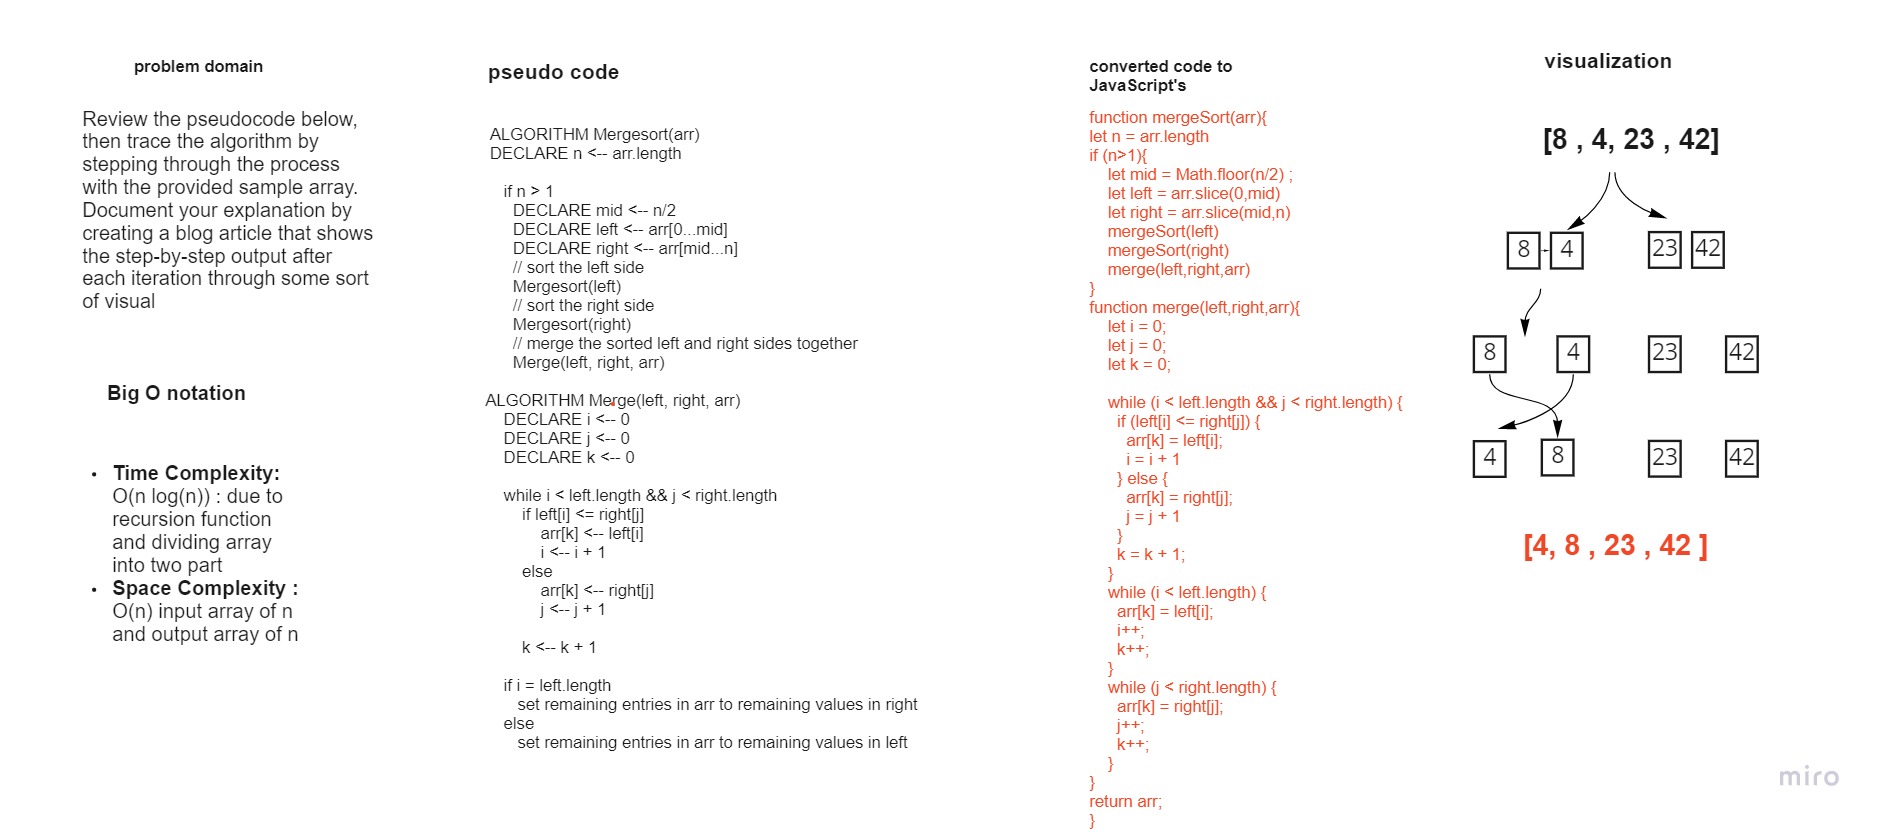 problem domain
Review the pseudocode below,
then trace the algorithm by
stepping through the process
with the provided sample array.
Document your explanation by
creating a blog article that shows
the step-by-step output after
each iteration through some sort
of visual
Big O notation
• Time Complexity:
O(n log(n)) : due to
recursion function
and dividing array
into two part
• Space Complexity :
O(n) input array of n
and output array of n
pseudo code
ALGORITHM Mergesort(arr)
DECLARE n <-- arr.length
if n > 1
DECLARE mid <-- n/2
DECLARE left <-- arr[0...mid]
DECLARE right <-- arr[mid...n]
// sort the left side
Mergesort(left)
// sort the right side
Mergesort(right)
// merge the sorted left and right sides together
Merge(left, right, arr)
ALGORITHM Merge(left, right, arr)
DECLARE i <-- 0
DECLARE j <-- 0
DECLARE k <-- 0
while i < left.length && j < right.length
if left[i] <= right[j]
arr[k] <-- left[i]
i <-- i + 1
else
arr[k] <-- right[j]
j <-- j + 1
k <-- k + 1
if i = left.length
set remaining entries in arr to remaining values in right
else
set remaining entries in arr to remaining values in left
converted code to
JavaScript's
function mergeSort(arr){
let n = arr.length
if (n>1){
let mid = Math.floor(n/2) ;
let left = arr.slice(0,mid)
let right = arr.slice(mid,n)
mergeSort(left)
mergeSort(right)
merge(left,right,arr)
}
function merge(left,right,arr){
let i = 0;
let j = 0;
let k = 0;
while (i < left.length && j < right.length) {
if (left[i] <= right[j]) {
arr[k] = left[i];
i = i + 1
} else {
arr[k] = right[j];
j = j + 1
}
k = k + 1;
}
while (i < left.length) {
arr[k] = left[i];
i++;
k++;
}
while (j < right.length) {
arr[k] = right[j];
j++;
k++;
}
}
return arr;
}
visualization
[8 , 4, 23 , 42]
8 4 23 42
8 4 23 42
4 8 23 42
[4, 8 , 23 , 42 ]
miro